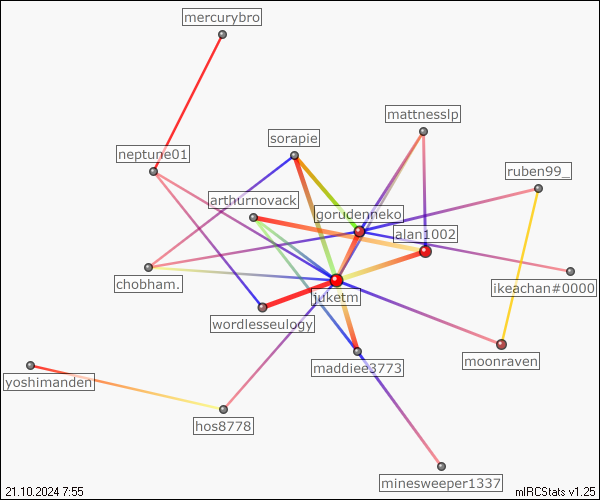 mercurybro
mattnesslp
sorapie
neptune01
ruben99_
arthurnovack
gorudenneko
alan1002
chobham.
ikeachan#0000
juketm
wordlesseulogy
moonraven
maddiee3773
yoshimanden
hos8778
minesweeper1337
21.10.2024 7:55
mIRCStats v1.25